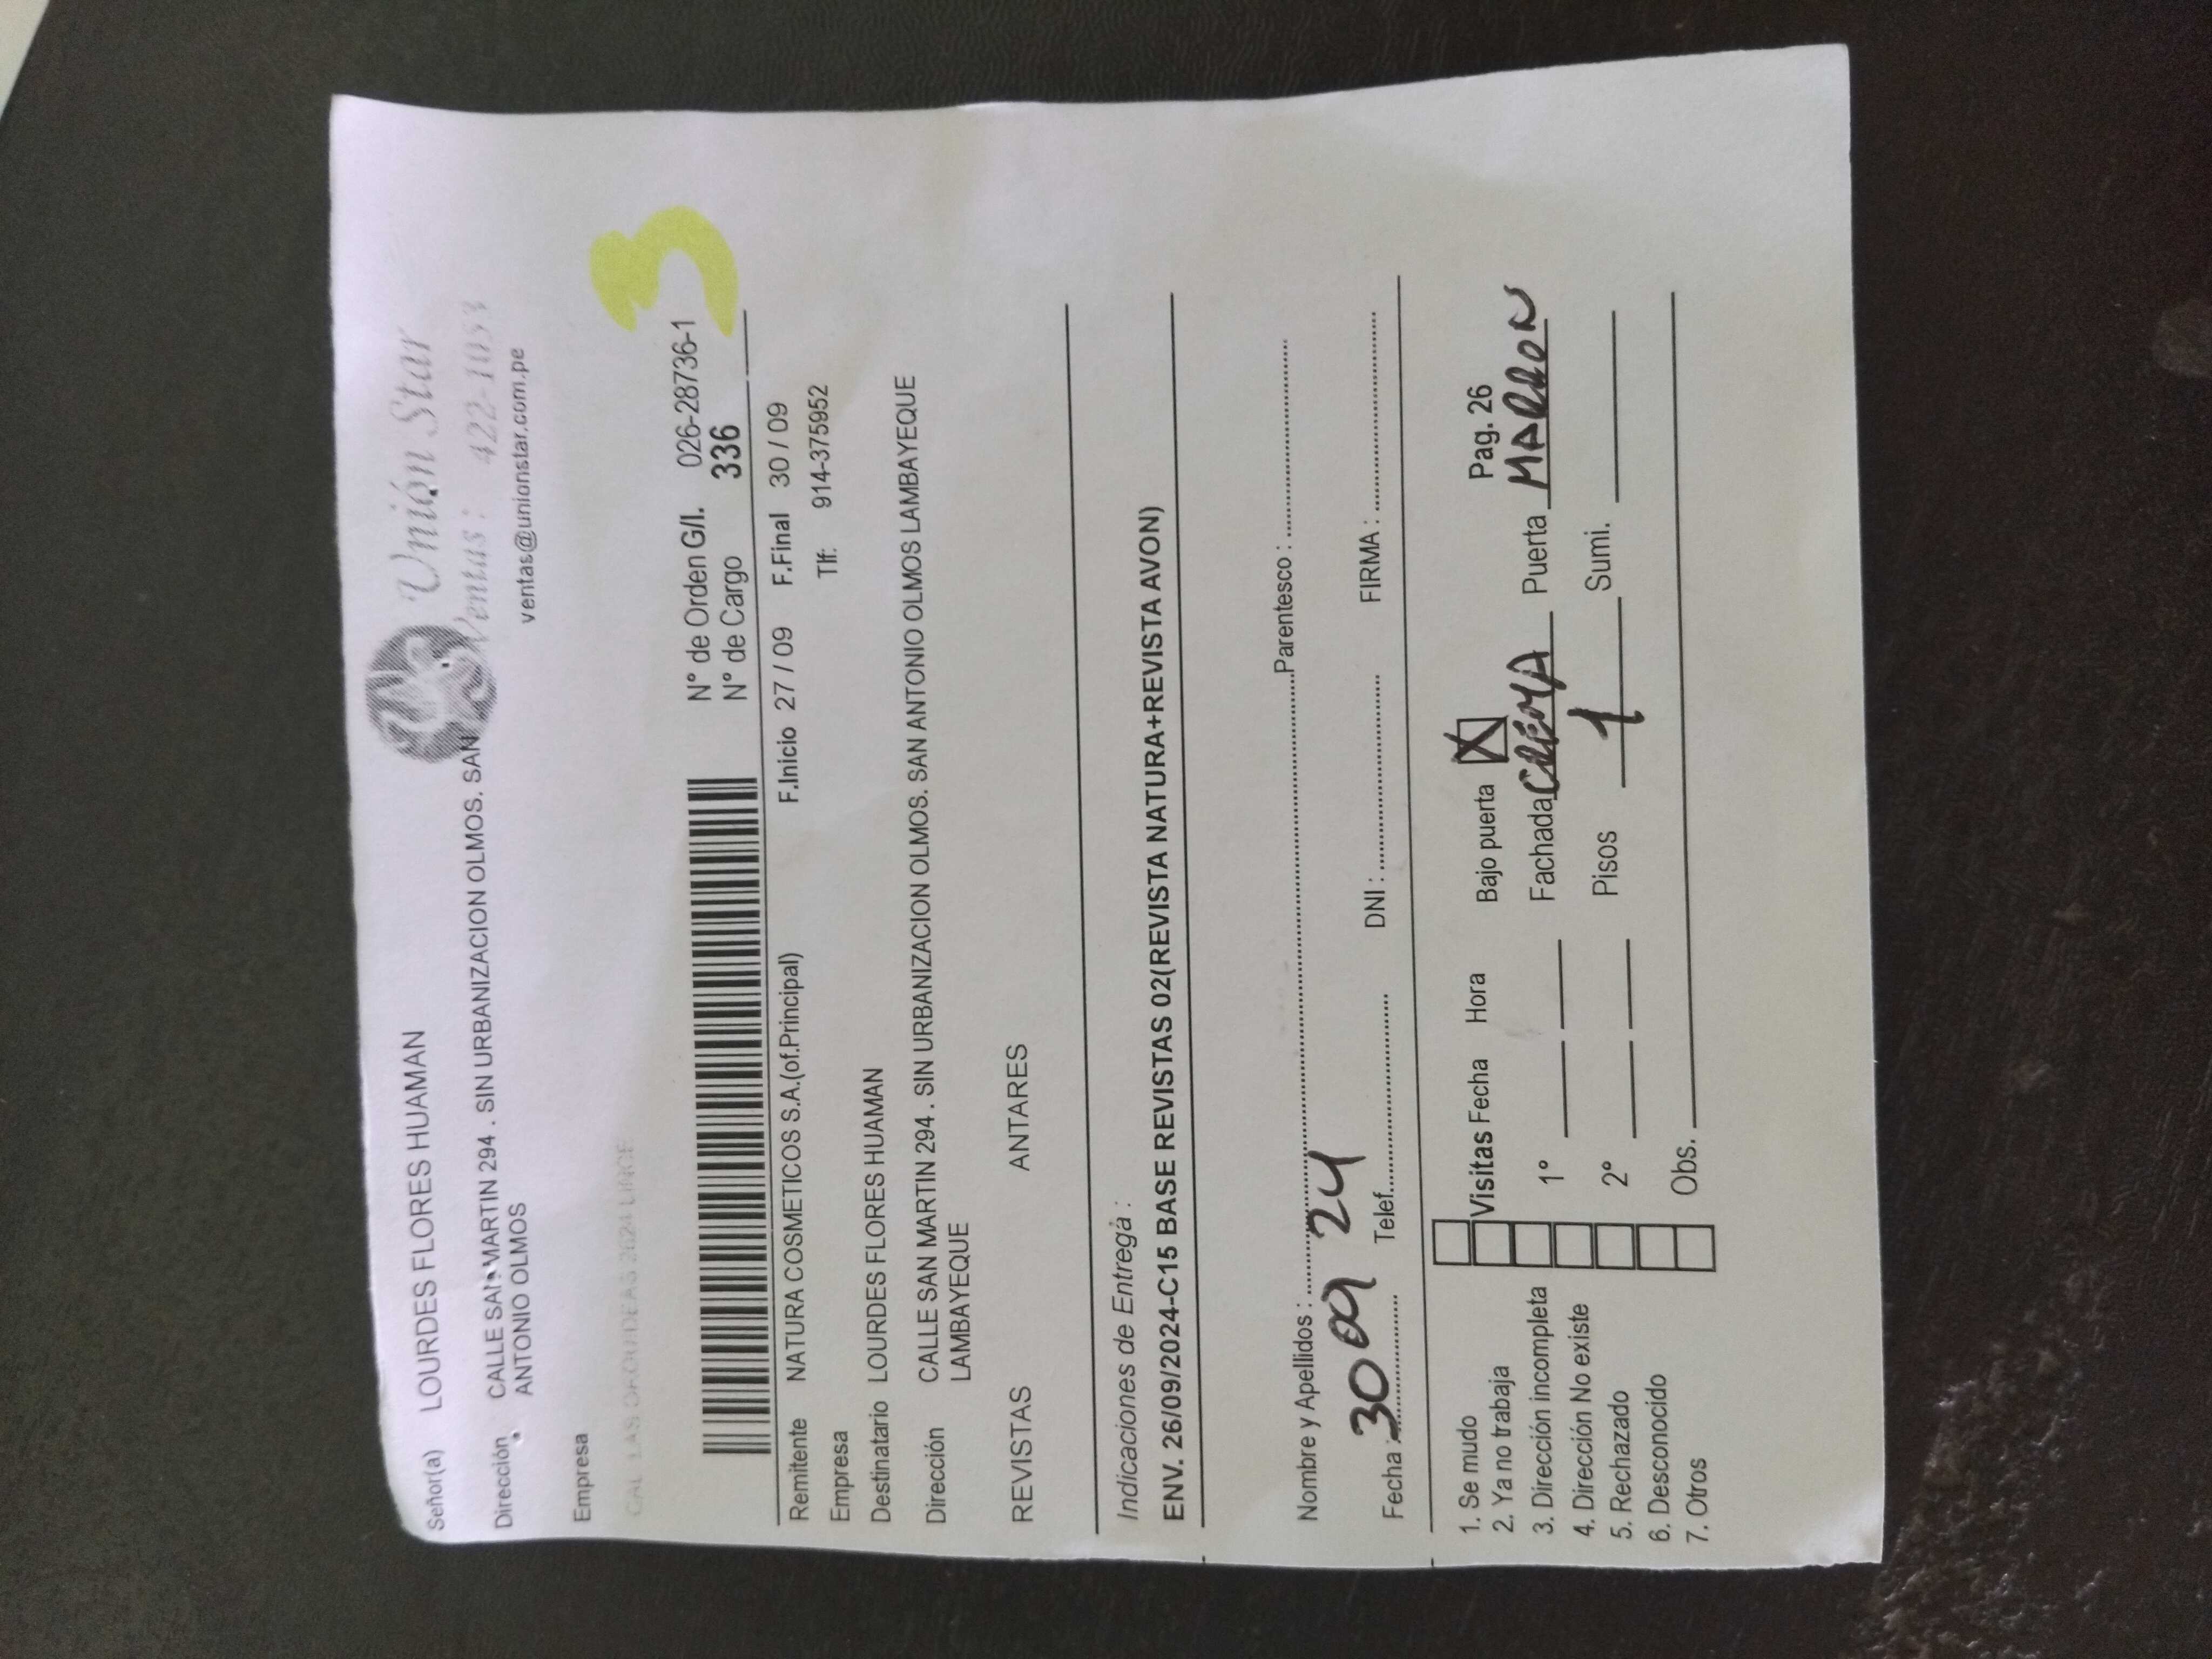 Unión Star
Ventas : 422-1053
ventas@unionstar.com.pe
Señor(a) LOURDES FLORES HUAMAN
Dirección CALLE SAN MARTIN 294 . SIN URBANIZACION OLMOS. SAN
ANTONIO OLMOS
Empresa
3
N° de Orden G/I. 026-28736-1
N° de Cargo 336
Remitente NATURA COSMETICOS S.A.(of.Principal) F.Inicio 27 / 09 F.Final 30 / 09
Empresa Tlf: 914-375952
Destinatario LOURDES FLORES HUAMAN
Dirección CALLE SAN MARTIN 294 . SIN URBANIZACION OLMOS. SAN ANTONIO OLMOS LAMBAYEQUE
LAMBAYEQUE
REVISTAS ANTARES
Indicaciones de Entrega :
ENV. 26/09/2024-C15 BASE REVISTAS 02(REVISTA NATURA+REVISTA AVON)
Nombre y Apellidos : Parentesco :
Fecha : 30 09 24 Telef. DNI : FIRMA :
1. Se mudo Visitas Fecha Hora Bajo puerta X Pag. 26
2. Ya no trabaja
3. Dirección incompleta 1° Fachada CREMA Puerta MARRON
4. Dirección No existe
5. Rechazado 2° Pisos 1 Sumi.
6. Desconocido
7. Otros Obs.